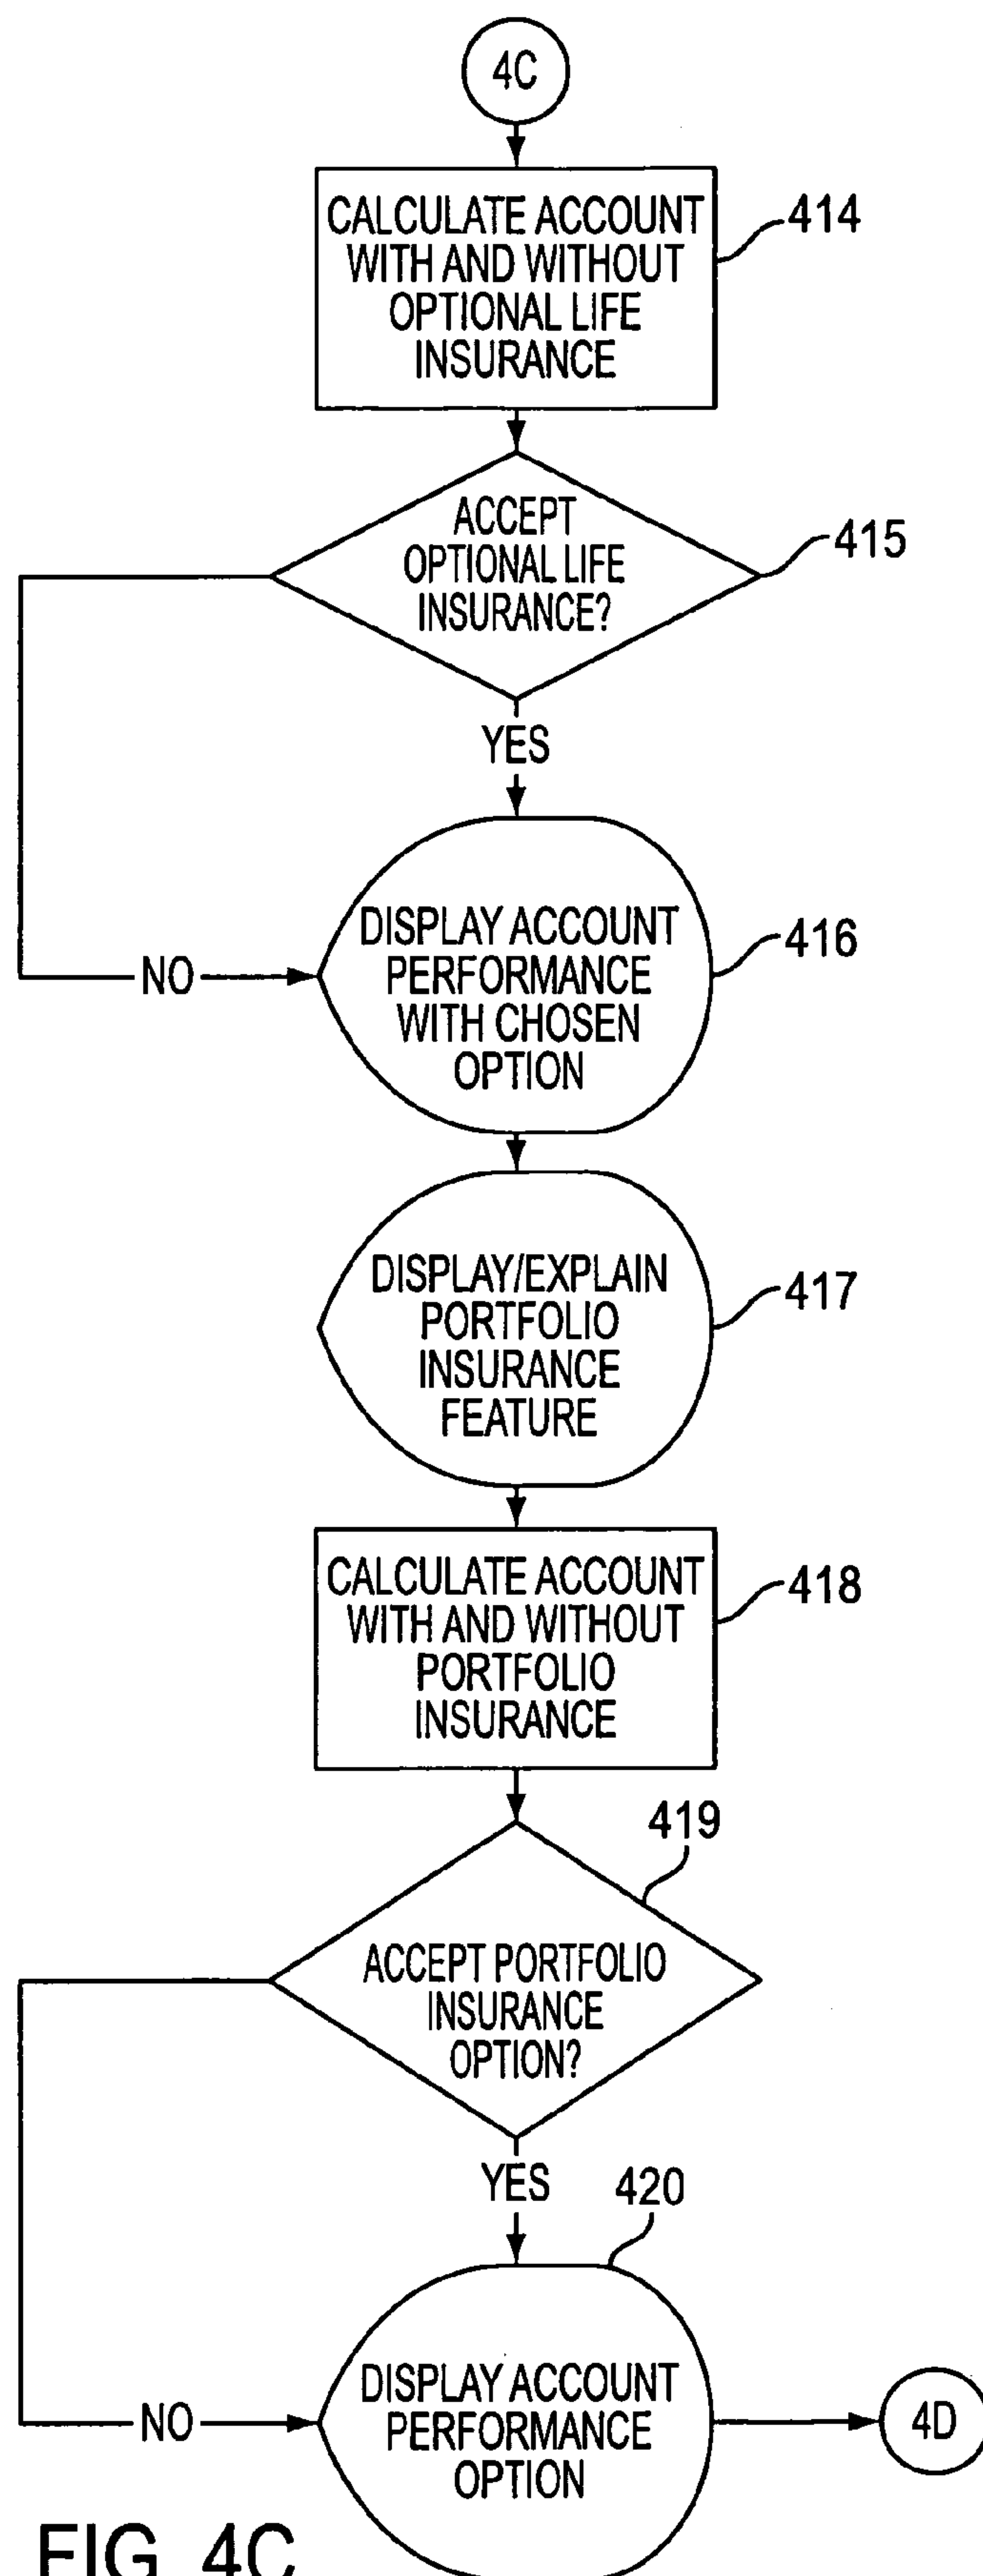 4C
CALCULATE ACCOUNT
WITH AND WITHOUT
OPTIONAL LIFE
INSURANCE
414
ACCEPT
OPTIONAL LIFE
INSURANCE?
415
YES
DISPLAY ACCOUNT
PERFORMANCE
WITH CHOSEN
OPTION
416
NO
DISPLAY/EXPLAIN
PORTFOLIO
INSURANCE
FEATURE
417
CALCULATE ACCOUNT
WITH AND WITHOUT
PORTFOLIO
INSURANCE
418
419
ACCEPT PORTFOLIO
INSURANCE
OPTION?
YES
420
DISPLAY ACCOUNT
PERFORMANCE
OPTION
NO
4D
FIG. 4C